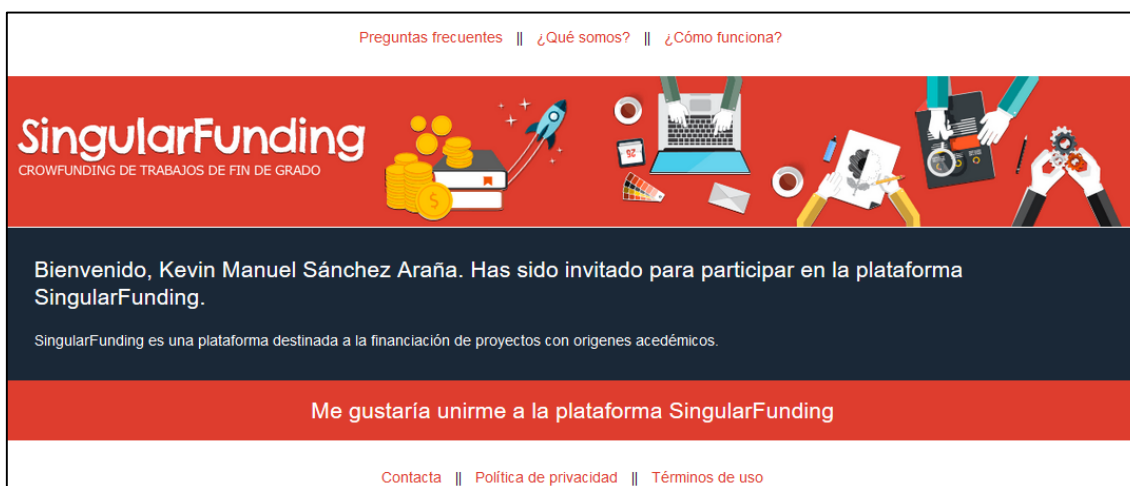 Preguntas frecuentes || ¿Qué somos? || ¿Cómo funciona?
SingularFunding
CROWFUNDING DE TRABAJOS DE FIN DE GRADO
Bienvenido, Kevin Manuel Sánchez Araña. Has sido invitado para participar en la plataforma
SingularFunding.
SingularFunding es una plataforma destinada a la financiación de proyectos con origenes acedémicos.
Me gustaría unirme a la plataforma SingularFunding
Contacta || Política de privacidad || Términos de uso